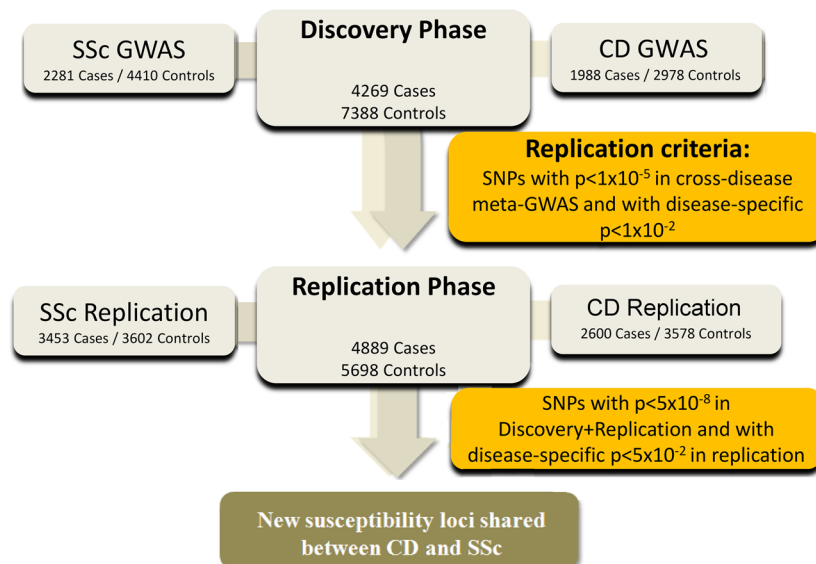 SSc GWAS
2281 Cases / 4410 Controls
Discovery Phase
4269 Cases
7388 Controls
CD GWAS
1988 Cases / 2978 Controls
Replication criteria:
SNPs with p<1x10⁻⁵ in cross-disease
meta-GWAS and with disease-specific
p<1x10⁻²
SSc Replication
3453 Cases / 3602 Controls
Replication Phase
4889 Cases
5698 Controls
CD Replication
2600 Cases / 3578 Controls
SNPs with p<5x10⁻⁸ in
Discovery+Replication and with
disease-specific p<5x10⁻² in replication
New susceptibility loci shared
between CD and SSc